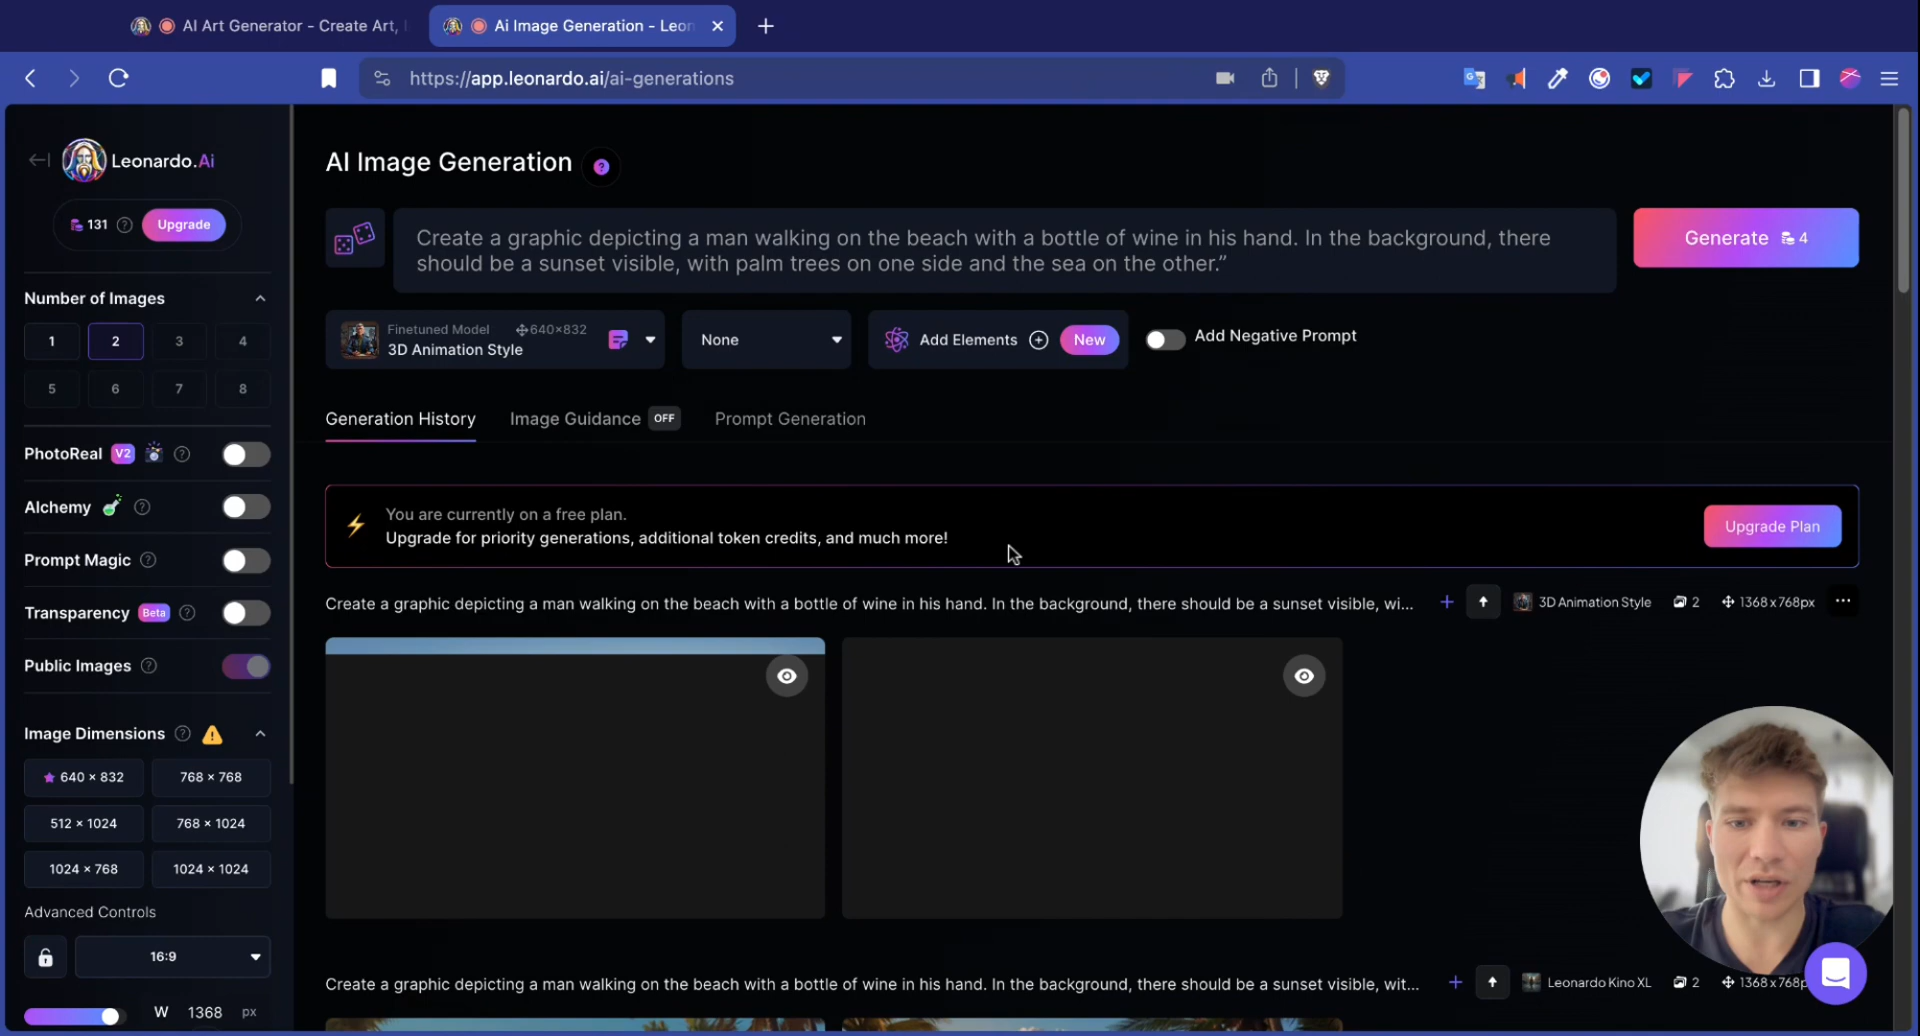 AI Art Generator - Create Art,
Ai Image Generation - Leon
https://app.leonardo.ai/ai-generations
Leonardo.Ai
131 ? Upgrade
Number of Images
1 2 3 4
5 6 7 8
PhotoReal V2 ?
Alchemy ?
Prompt Magic ?
Transparency Beta ?
Public Images ?
Image Dimensions ?
640 × 832 768 × 768
512 × 1024 768 × 1024
1024 × 768 1024 × 1024
Advanced Controls
16:9
W 1368 px
AI Image Generation ?
Create a graphic depicting a man walking on the beach with a bottle of wine in his hand. In the background, there
should be a sunset visible, with palm trees on one side and the sea on the other.”
Generate 4
Finetuned Model 640×832
3D Animation Style
None
Add Elements New
Add Negative Prompt
Generation History Image Guidance OFF Prompt Generation
You are currently on a free plan.
Upgrade for priority generations, additional token credits, and much more!
Upgrade Plan
Create a graphic depicting a man walking on the beach with a bottle of wine in his hand. In the background, there should be a sunset visible, wi... 3D Animation Style 2 1368 x 768px
Create a graphic depicting a man walking on the beach with a bottle of wine in his hand. In the background, there should be a sunset visible, wit... Leonardo Kino XL 2 1368 x 768p